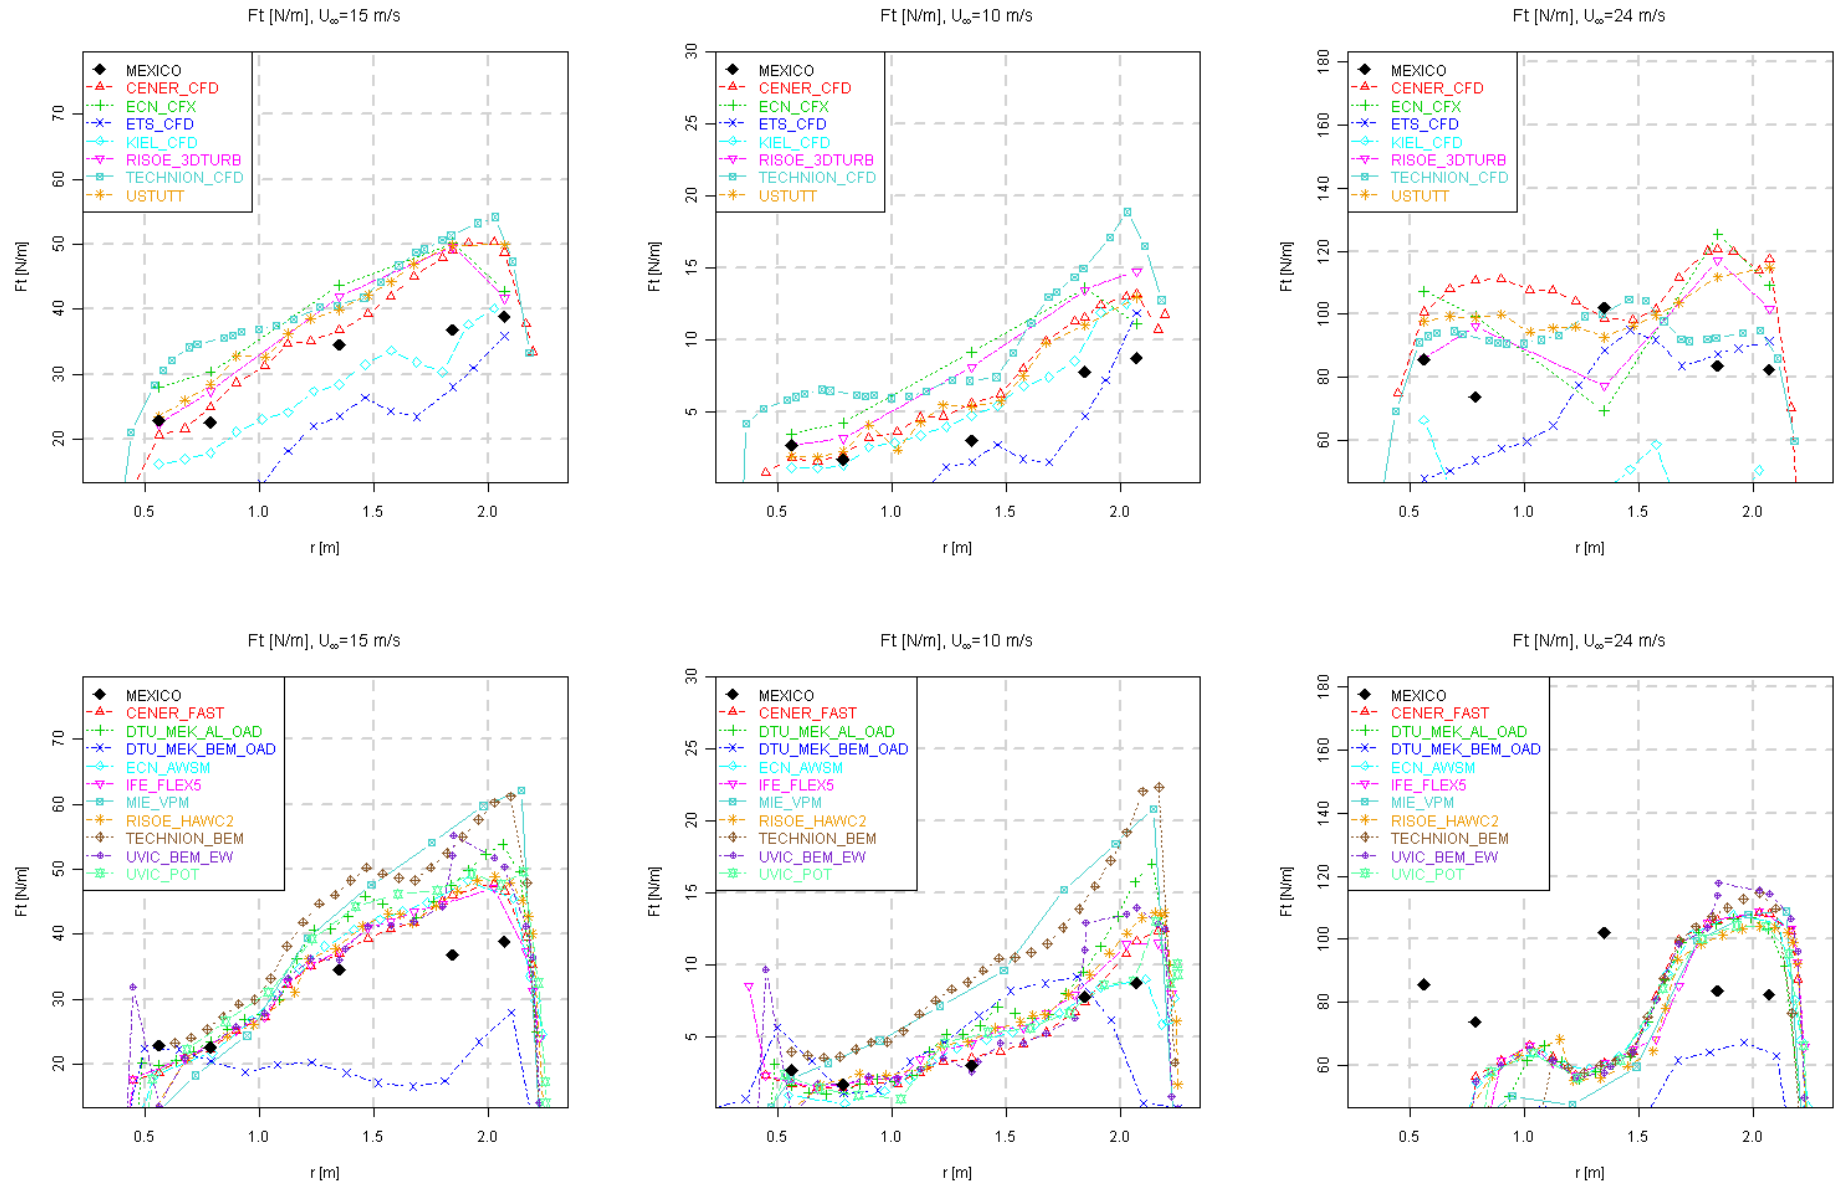 Ft [N/m], U∞=15 m/s
Ft [N/m]
70
60
50
40
30
20
MEXICO
CENER_CFD
ECN_CFX
ETS_CFD
KIEL_CFD
RISOE_3DTURB
TECHNION_CFD
USTUTT
0.5 1.0 1.5 2.0
r [m]
Ft [N/m], U∞=10 m/s
Ft [N/m]
30
25
20
15
10
5
MEXICO
CENER_CFD
ECN_CFX
ETS_CFD
KIEL_CFD
RISOE_3DTURB
TECHNION_CFD
USTUTT
0.5 1.0 1.5 2.0
r [m]
Ft [N/m], U∞=24 m/s
Ft [N/m]
180
160
140
120
100
80
60
MEXICO
CENER_CFD
ECN_CFX
ETS_CFD
KIEL_CFD
RISOE_3DTURB
TECHNION_CFD
USTUTT
0.5 1.0 1.5 2.0
r [m]
Ft [N/m], U∞=15 m/s
Ft [N/m]
70
60
50
40
30
20
MEXICO
CENER_FAST
DTU_MEK_AL_OAD
DTU_MEK_BEM_OAD
ECN_AWSM
IFE_FLEX5
MIE_VPM
RISOE_HAWC2
TECHNION_BEM
UVIC_BEM_EW
UVIC_POT
0.5 1.0 1.5 2.0
r [m]
Ft [N/m], U∞=10 m/s
Ft [N/m]
30
25
20
15
10
5
MEXICO
CENER_FAST
DTU_MEK_AL_OAD
DTU_MEK_BEM_OAD
ECN_AWSM
IFE_FLEX5
MIE_VPM
RISOE_HAWC2
TECHNION_BEM
UVIC_BEM_EW
UVIC_POT
0.5 1.0 1.5 2.0
r [m]
Ft [N/m], U∞=24 m/s
Ft [N/m]
180
160
140
120
100
80
60
MEXICO
CENER_FAST
DTU_MEK_AL_OAD
DTU_MEK_BEM_OAD
ECN_AWSM
IFE_FLEX5
MIE_VPM
RISOE_HAWC2
TECHNION_BEM
UVIC_BEM_EW
UVIC_POT
0.5 1.0 1.5 2.0
r [m]